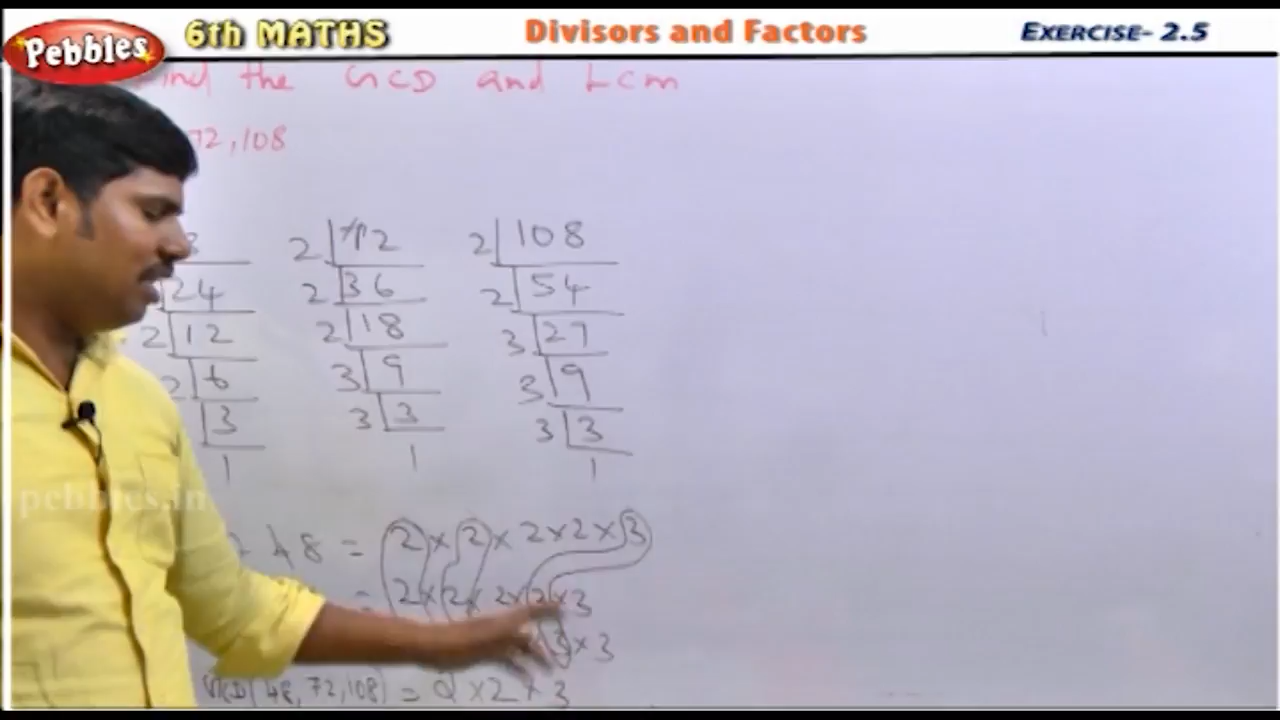 Pebbles 6th MATHS Divisors and Factors EXERCISE- 2.5
the GCD and LCM
72,108
2 72 2 108
24 2 36 2 54
2 12 2 18 3 27
2 6 3 9 3 9
3 3 3 3 3
1 1 1
48 = 2 × 2 × 2 × 2 × 3
= 2 × 2 × 2 × 2 × 3
3 × 3
GCD(48, 72, 108) = 2 × 2 × 3
pebbles.in